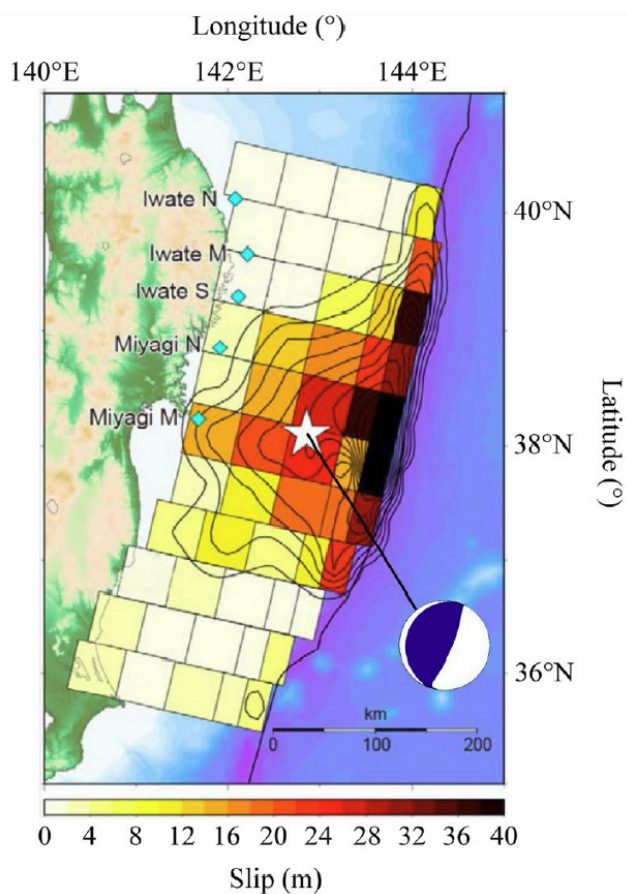 Longitude (°)
140°E 142°E 144°E
Iwate N
40°N
Iwate M
Iwate S
Miyagi N
Miyagi M
38°N
Latitude (°)
36°N
km
0 100 200
0 4 8 12 16 20 24 28 32 36 40
Slip (m)